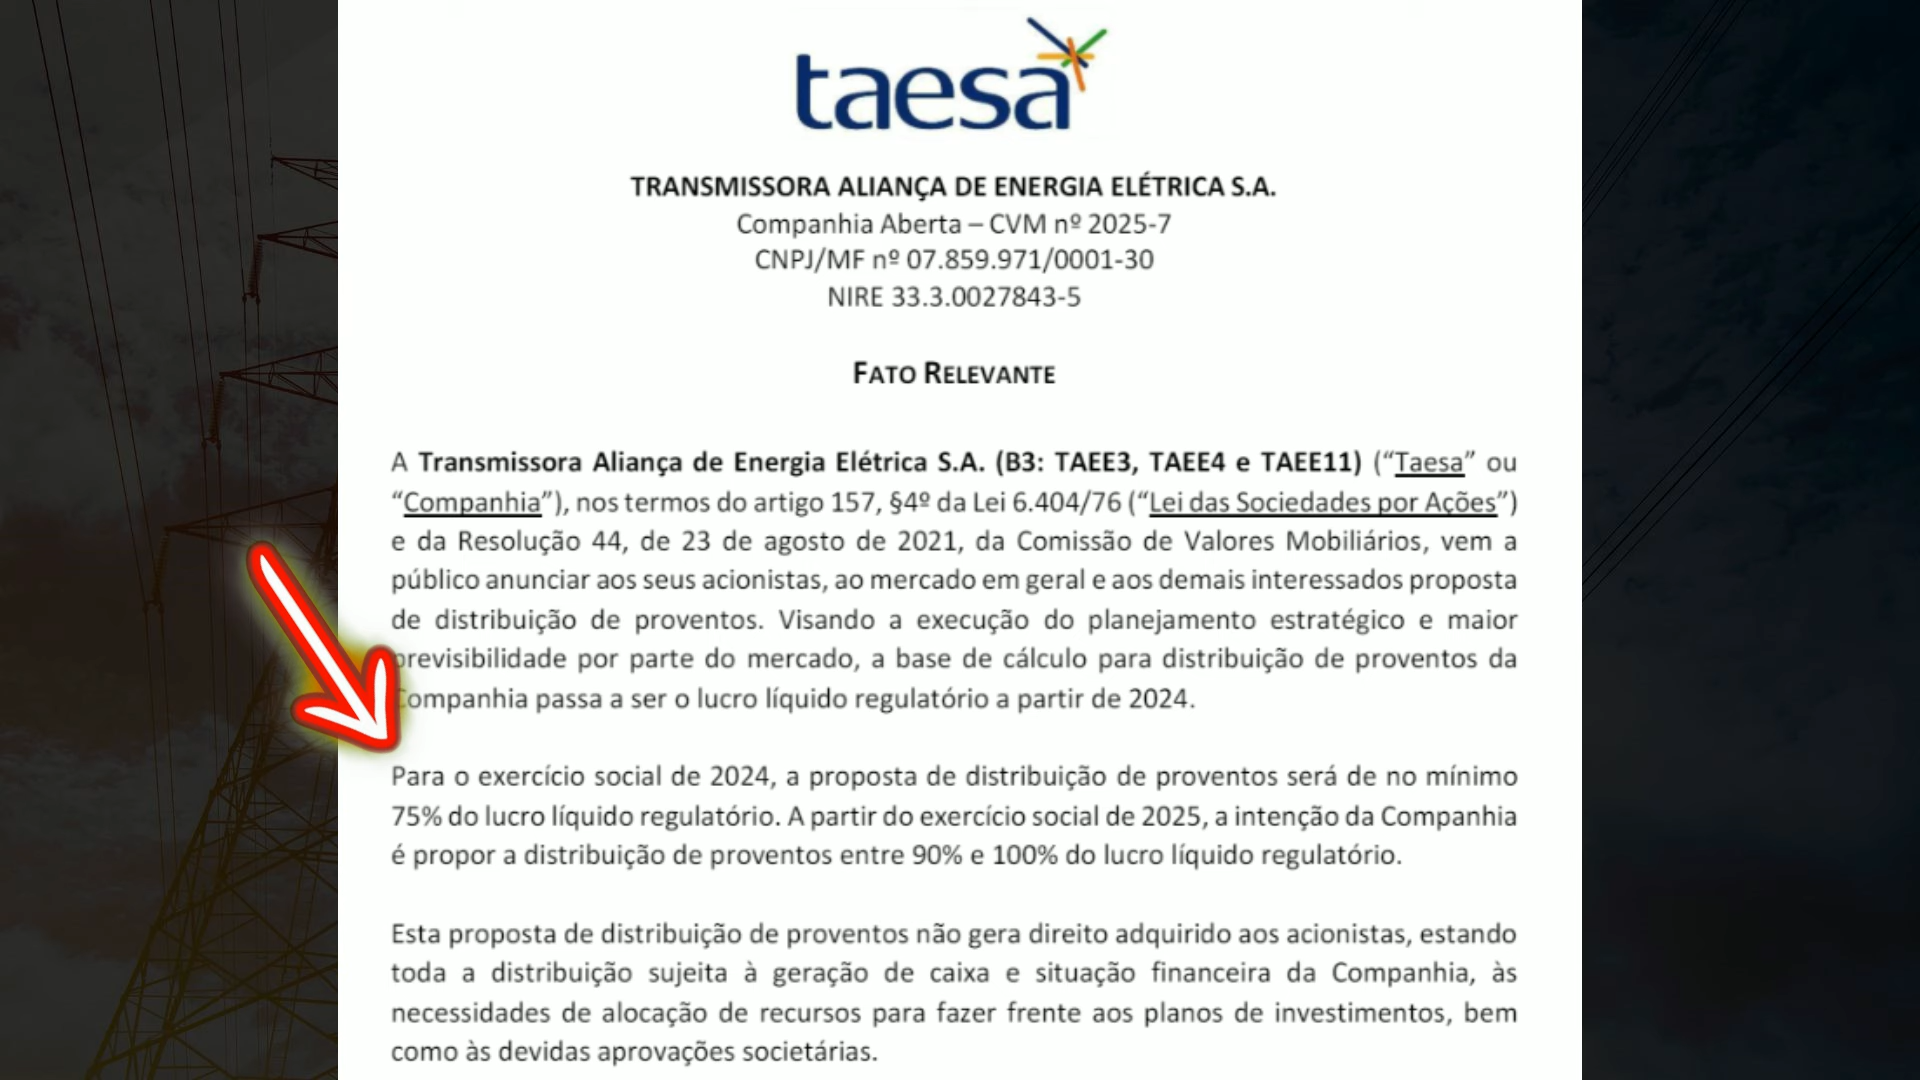 taesa
TRANSMISSORA ALIANÇA DE ENERGIA ELÉTRICA S.A.
Companhia Aberta – CVM nº 2025-7
CNPJ/MF nº 07.859.971/0001-30
NIRE 33.3.0027843-5
FATO RELEVANTE
A Transmissora Aliança de Energia Elétrica S.A. (B3: TAEE3, TAEE4 e TAEE11) (“Taesa” ou
“Companhia”), nos termos do artigo 157, §4º da Lei 6.404/76 (“Lei das Sociedades por Ações”)
e da Resolução 44, de 23 de agosto de 2021, da Comissão de Valores Mobiliários, vem a
público anunciar aos seus acionistas, ao mercado em geral e aos demais interessados proposta
de distribuição de proventos. Visando a execução do planejamento estratégico e maior
previsibilidade por parte do mercado, a base de cálculo para distribuição de proventos da
Companhia passa a ser o lucro líquido regulatório a partir de 2024.
Para o exercício social de 2024, a proposta de distribuição de proventos será de no mínimo
75% do lucro líquido regulatório. A partir do exercício social de 2025, a intenção da Companhia
é propor a distribuição de proventos entre 90% e 100% do lucro líquido regulatório.
Esta proposta de distribuição de proventos não gera direito adquirido aos acionistas, estando
toda a distribuição sujeita à geração de caixa e situação financeira da Companhia, às
necessidades de alocação de recursos para fazer frente aos planos de investimentos, bem
como às devidas aprovações societárias.